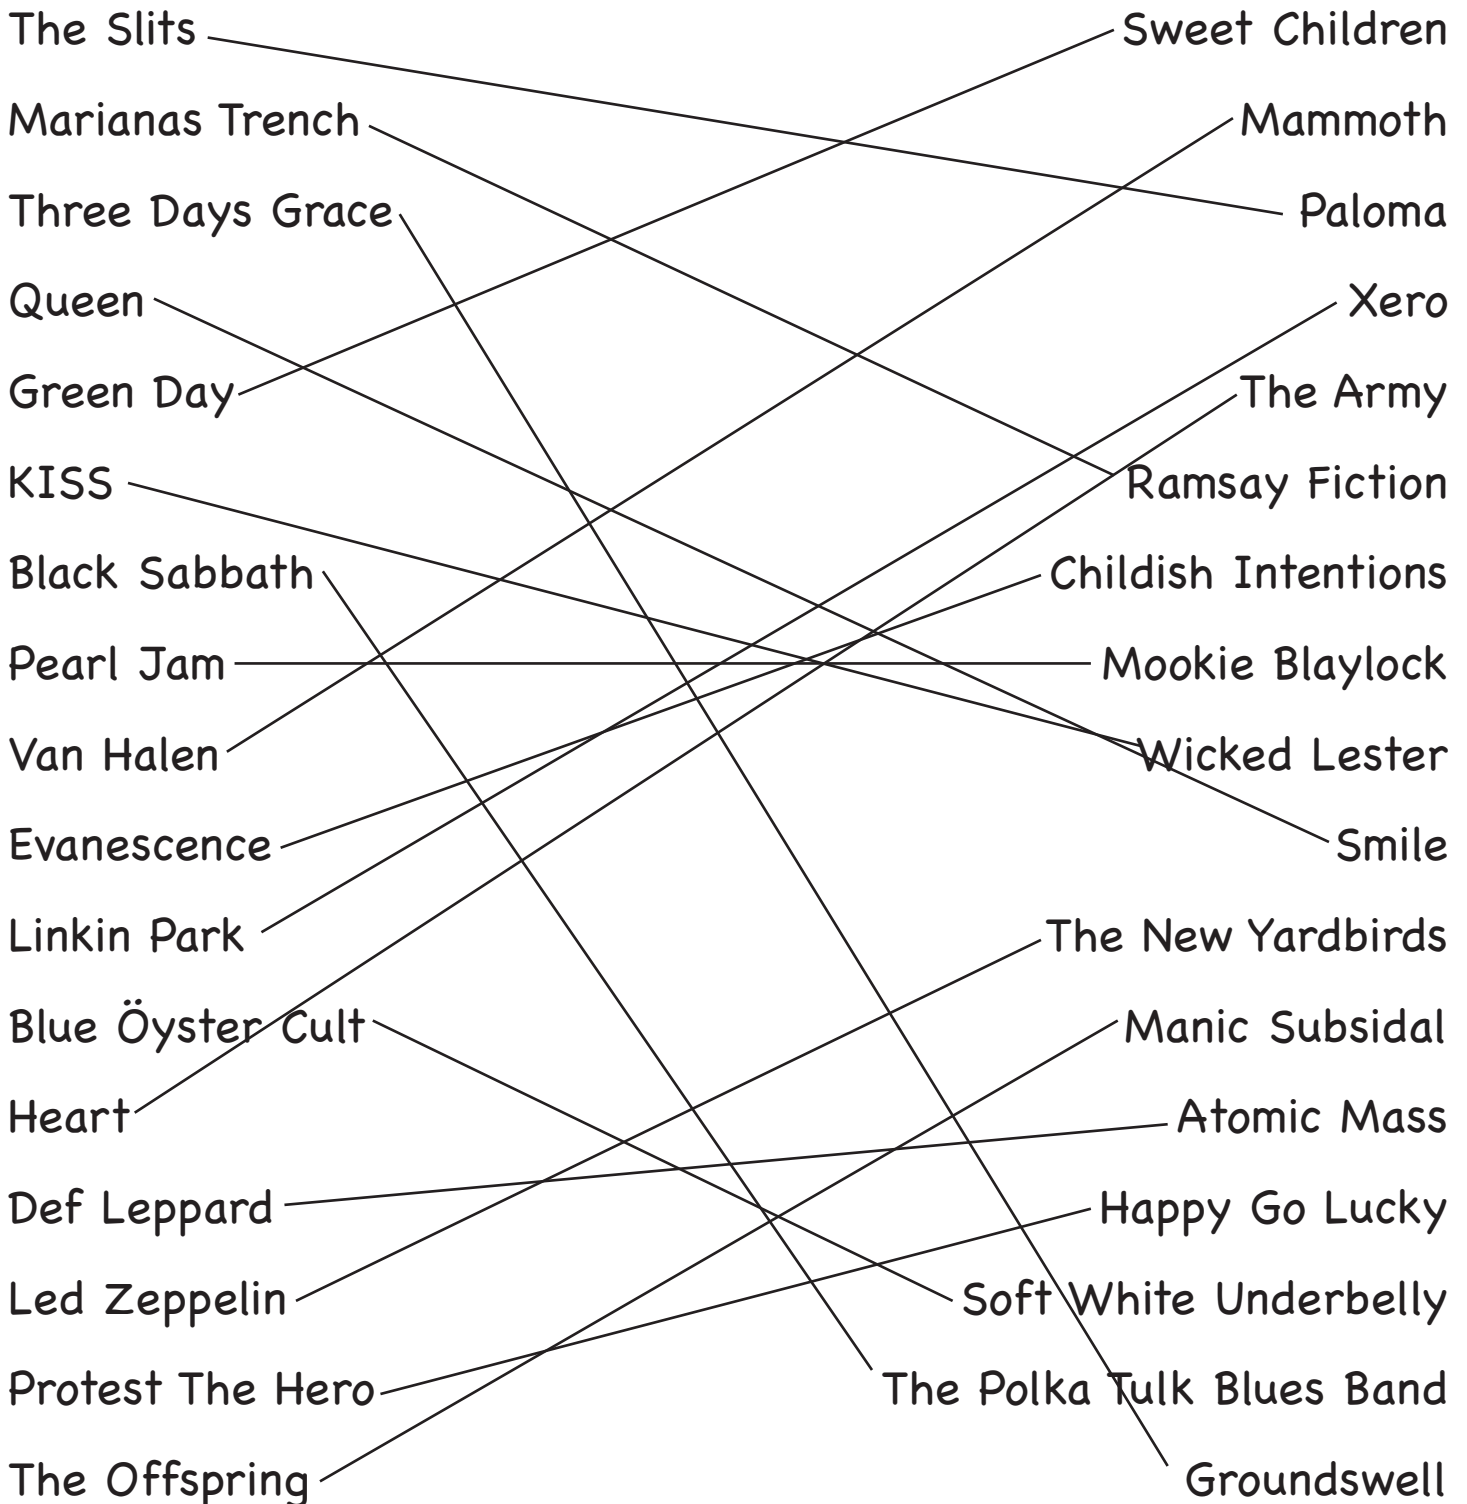 The Slits Sweet Children
Marianas Trench Mammoth
Three Days Grace Paloma
Queen Xero
Green Day The Army
KISS Ramsay Fiction
Black Sabbath Childish Intentions
Pearl Jam Mookie Blaylock
Van Halen Wicked Lester
Evanescence Smile
Linkin Park The New Yardbirds
Blue Öyster Cult Manic Subsidal
Heart Atomic Mass
Def Leppard Happy Go Lucky
Led Zeppelin Soft White Underbelly
Protest The Hero The Polka Tulk Blues Band
The Offspring Groundswell